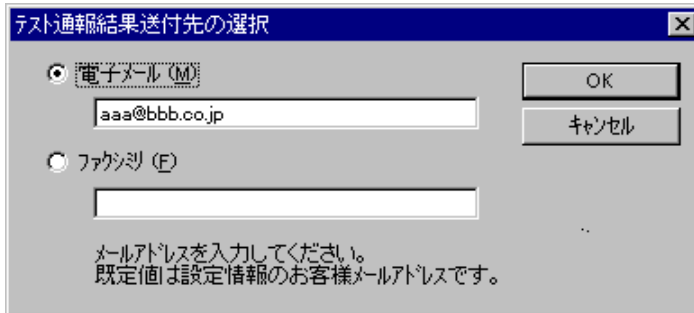 テスト通報結果送付先の選択
電子メール(M)
OK
aaa@bbb.co.jp
キャンセル
ファクシミリ(F)
メールアドレスを入力してください。
既定値は設定情報のお客様メールアドレスです。